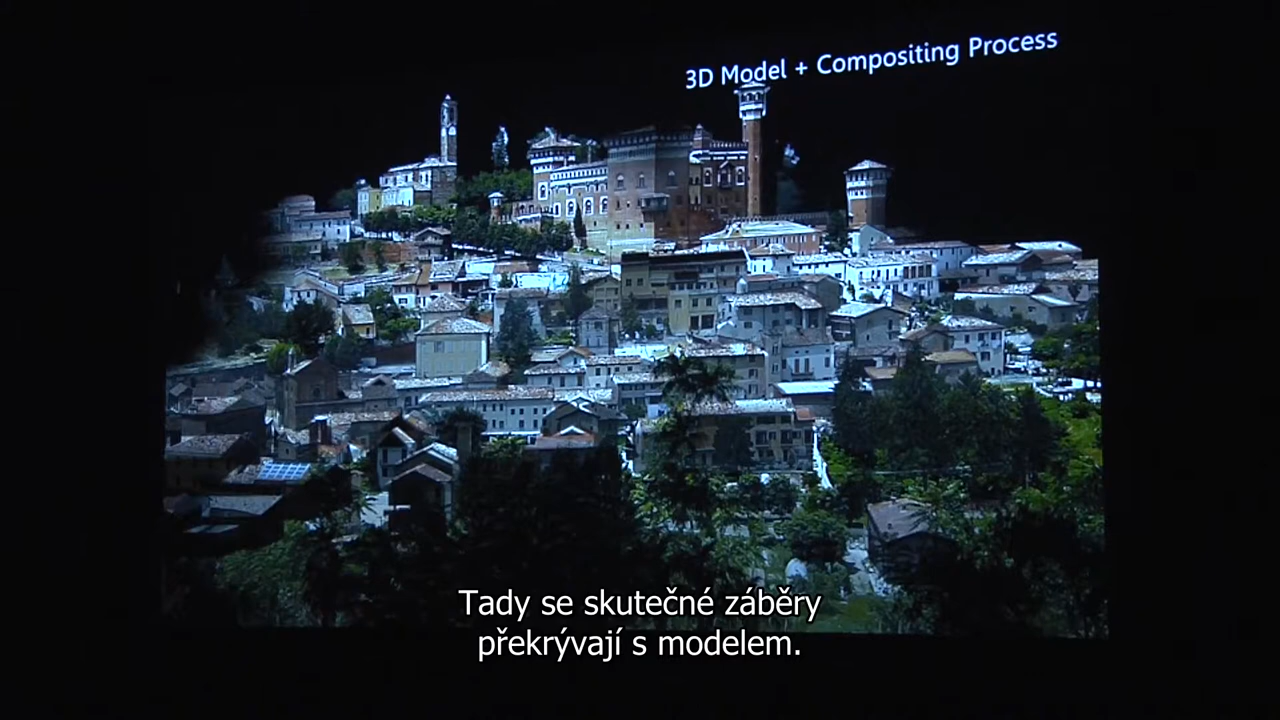 3D Model + Compositing Process
Tady se skutečné záběry
překrývají s modelem.